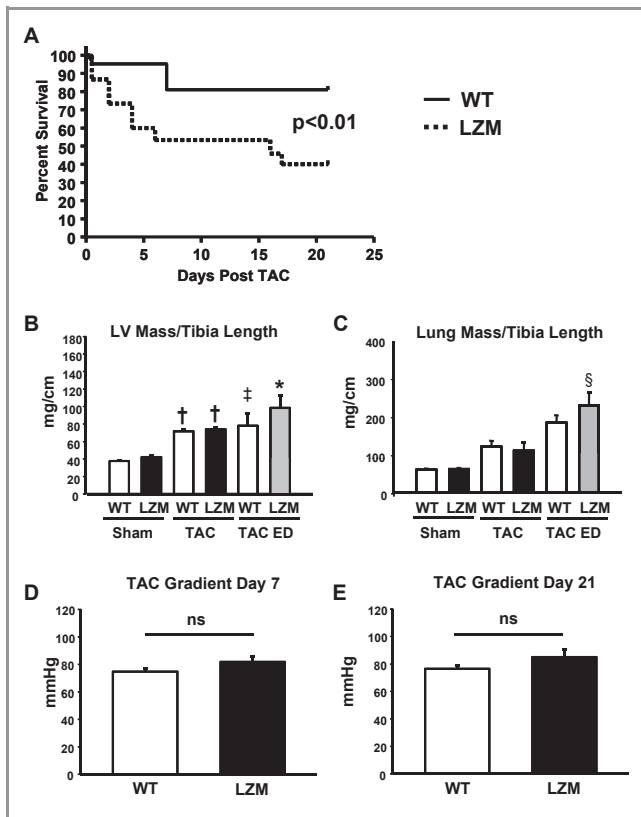 A
100
90
80
70
60
50
40
30
20
10
0
Percent Survival
0 5 10 15 20 25
Days Post TAC
p<0.01
WT
LZM
B
LV Mass/Tibia Length
180
160
140
120
100
80
60
40
20
0
mg/cm
† † ‡ *
WT LZM WT LZM WT LZM
Sham TAC TAC ED
C
Lung Mass/Tibia Length
400
300
200
100
0
mg/cm
§
WT LZM WT LZM WT LZM
Sham TAC TAC ED
D
TAC Gradient Day 7
120
100
80
60
40
20
0
mmHg
ns
WT LZM
E
TAC Gradient Day 21
120
100
80
60
40
20
0
mmHg
ns
WT LZM